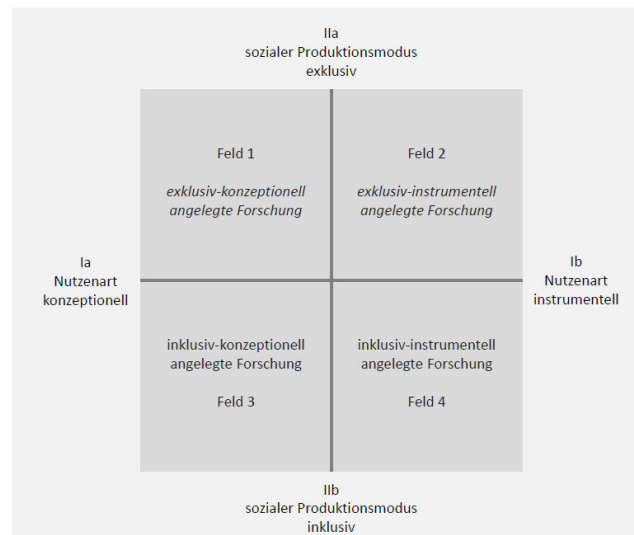 IIa
sozialer Produktionsmodus
exklusiv
Feld 1
exklusiv-konzeptionell
angelegte Forschung
Feld 2
exklusiv-instrumentell
angelegte Forschung
Ia
Nutzenart
konzeptionell
Ib
Nutzenart
instrumentell
inklusiv-konzeptionell
angelegte Forschung
Feld 3
inklusiv-instrumentell
angelegte Forschung
Feld 4
IIb
sozialer Produktionsmodus
inklusiv